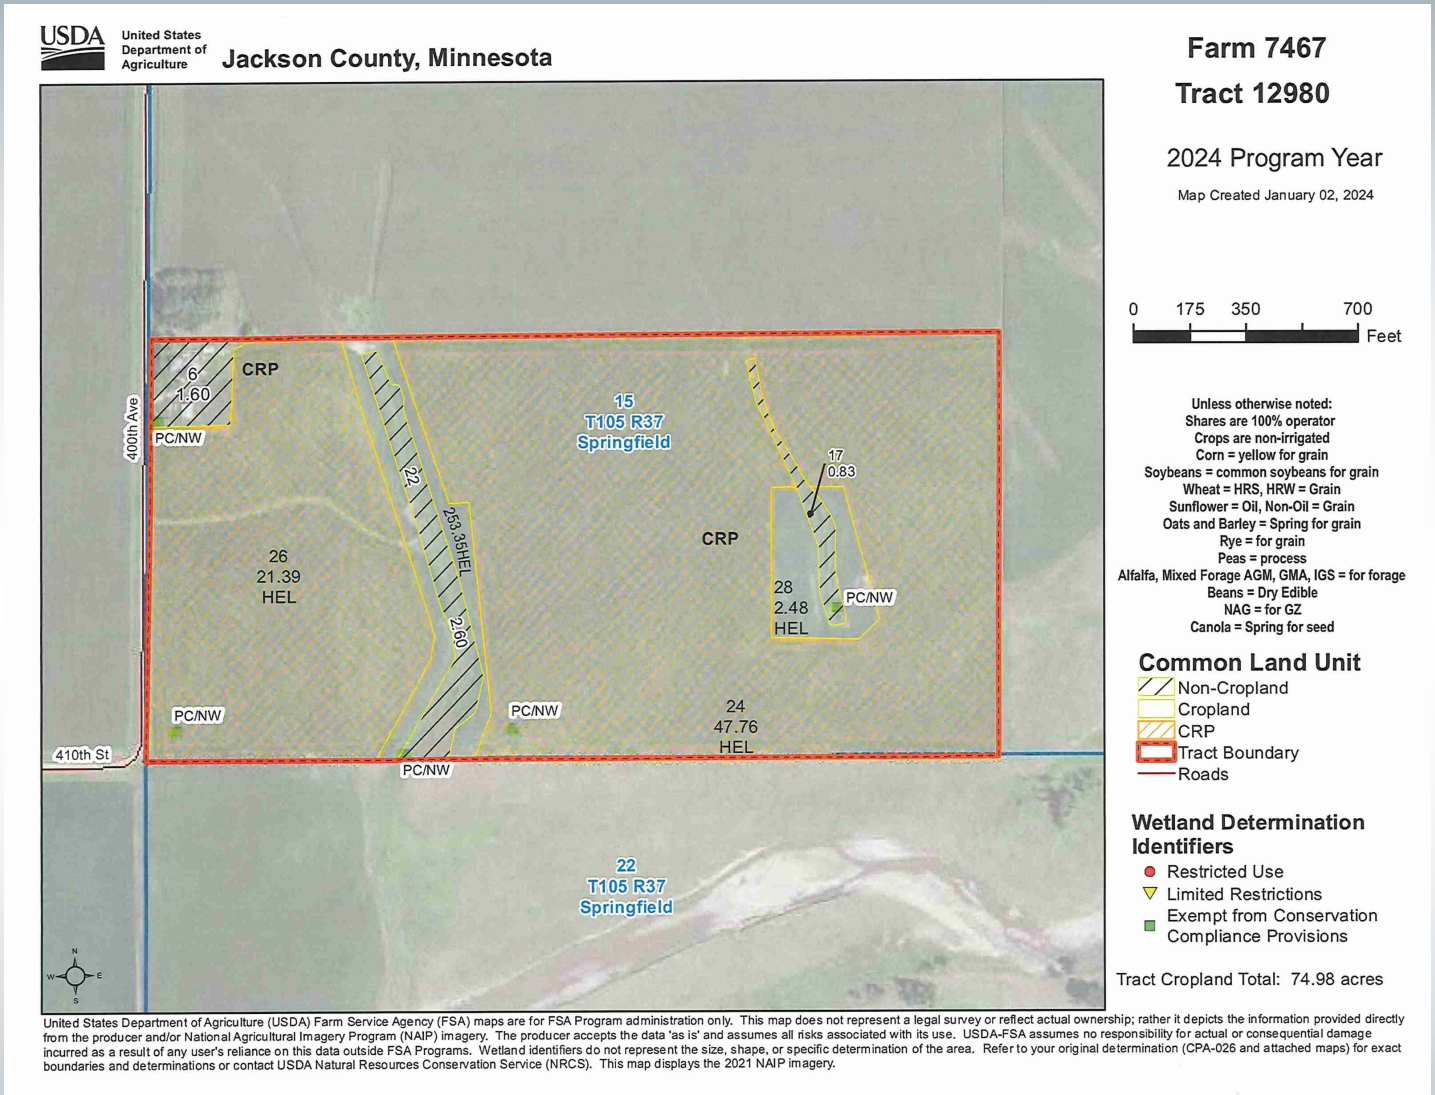 USDA
United States
Department of
Agriculture
Jackson County, Minnesota
Farm 7467
Tract 12980
2024 Program Year
Map Created January 02, 2024
0 175 350 700
Feet
Unless otherwise noted:
Shares are 100% operator
Crops are non-irrigated
Corn = yellow for grain
Soybeans = common soybeans for grain
Wheat = HRS, HRW = Grain
Sunflower = Oil, Non-Oil = Grain
Oats and Barley = Spring for grain
Rye = for grain
Peas = process
Alfalfa, Mixed Forage AGM, GMA, IGS = for forage
Beans = Dry Edible
NAG = for GZ
Canola = Spring for seed
Common Land Unit
Non-Cropland
Cropland
CRP
Tract Boundary
Roads
Wetland Determination
Identifiers
Restricted Use
Limited Restrictions
Exempt from Conservation
Compliance Provisions
Tract Cropland Total: 74.98 acres
400th Ave
410th St
6
1.60
CRP
PC/NW
15
T105 R37
Springfield
22
2.60
253.35HEL
17
0.83
CRP
26
21.39
HEL
28
2.48
HEL
PC/NW
PC/NW
PC/NW
24
47.76
HEL
PC/NW
22
T105 R37
Springfield
N
W E
S
United States Department of Agriculture (USDA) Farm Service Agency (FSA) maps are for FSA Program administration only. This map does not represent a legal survey or reflect actual ownership; rather it depicts the information provided directly
from the producer and/or National Agricultural Imagery Program (NAIP) imagery. The producer accepts the data 'as is' and assumes all risks associated with its use. USDA-FSA assumes no responsibility for actual or consequential damage
incurred as a result of any user's reliance on this data outside FSA Programs. Wetland identifiers do not represent the size, shape, or specific determination of the area. Refer to your original determination (CPA-026 and attached maps) for exact
boundaries and determinations or contact USDA Natural Resources Conservation Service (NRCS). This map displays the 2021 NAIP imagery.